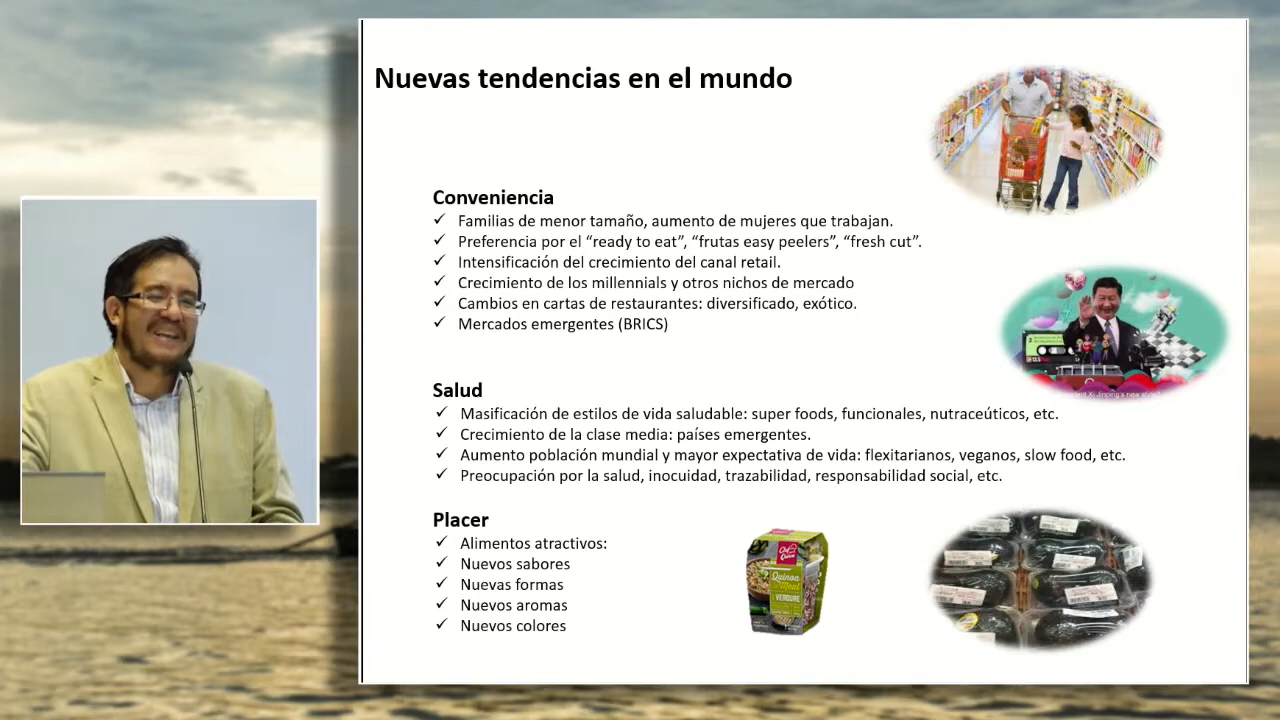 Nuevas tendencias en el mundo
Conveniencia
✓ Familias de menor tamaño, aumento de mujeres que trabajan.
✓ Preferencia por el “ready to eat”, “frutas easy peelers”, “fresh cut”.
✓ Intensificación del crecimiento del canal retail.
✓ Crecimiento de los millennials y otros nichos de mercado
✓ Cambios en cartas de restaurantes: diversificado, exótico.
✓ Mercados emergentes (BRICS)
Salud
✓ Masificación de estilos de vida saludable: super foods, funcionales, nutraceúticos, etc.
✓ Crecimiento de la clase media: países emergentes.
✓ Aumento población mundial y mayor expectativa de vida: flexitarianos, veganos, slow food, etc.
✓ Preocupación por la salud, inocuidad, trazabilidad, responsabilidad social, etc.
Placer
✓ Alimentos atractivos:
✓ Nuevos sabores
✓ Nuevas formas
✓ Nuevos aromas
✓ Nuevos colores
Quinoa
Meal
VERDURE
Xi Jinping's new